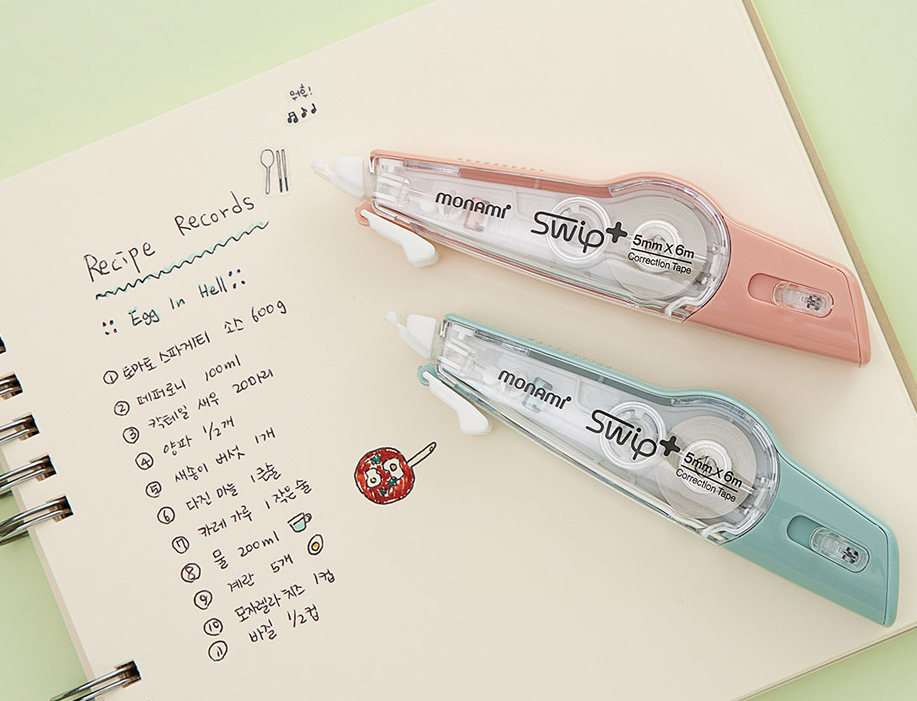 Recipe Records
Egg In Hell
① 토마토 스파게티 소스 600g
② 페퍼로니 100ml
③ 칵테일 새우 20마리
④ 양파 1/2개
⑤ 새송이 버섯 1개
⑥ 다진 마늘 1큰술
⑦ 카레 가루 1 작은 술
⑧ 물 200ml
⑨ 계란 5개
⑩ 모자렐라 치즈 1컵
⑪ 바질 1/2컵
monami
Swip+
5mm X 6m
Correction Tape
monami
Swip+
5mm X 6m
Correction Tape